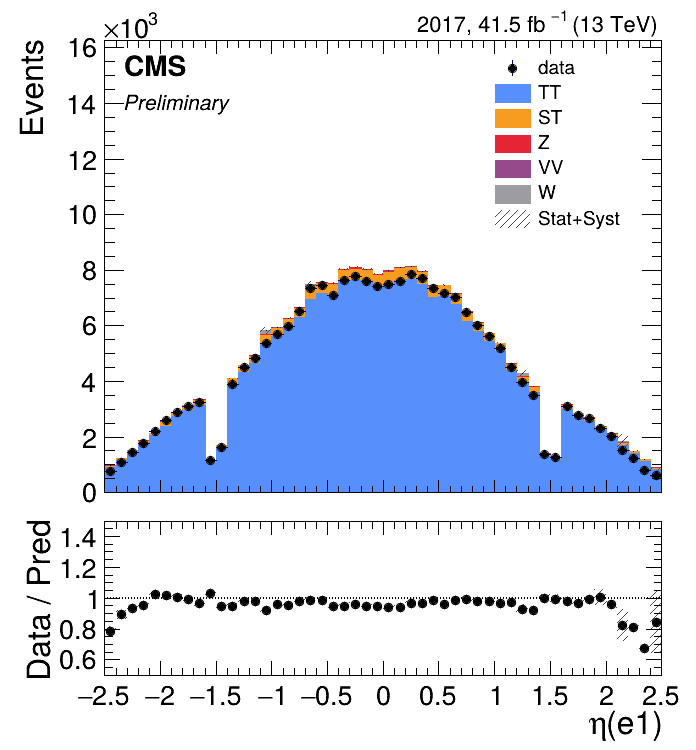 ×10³
2017, 41.5 fb⁻¹ (13 TeV)
Events
16
14
12
10
8
6
4
2
0
CMS
Preliminary
data
TT
ST
Z
VV
W
Stat+Syst
Data / Pred
1.4
1.2
1
0.8
0.6
−2.5 −2 −1.5 −1 −0.5 0 0.5 1 1.5 2 2.5
η(e1)